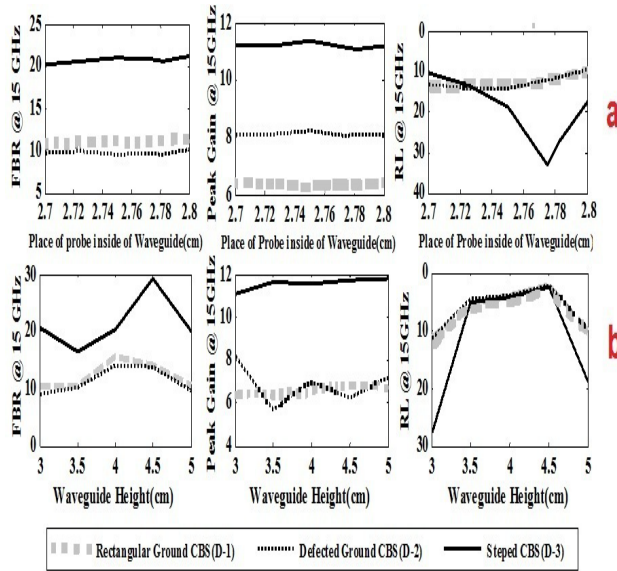 FBR @ 15 GHz
25
20
15
10
5
2.7 2.72 2.74 2.76 2.78 2.8
Place of probe inside of Waveguide(cm)
Peak Gain @ 15GHz
12
10
8
6
2.7 2.72 2.74 2.76 2.78 2.8
Place of Probe inside of Waveguide(cm)
RL @ 15GHz
0
10
20
30
40
2.7 2.72 2.74 2.76 2.78 2.8
Place of Probe inside of Waveguide(cm)
a
FBR @ 15 GHz
30
20
10
0
3 3.5 4 4.5 5
Waveguide Height(cm)
Peak Gain @ 15GHz
12
10
8
6
4
3 3.5 4 4.5 5
Waveguide Height(cm)
RL @ 15GHz
0
10
20
30
3 3.5 4 4.5 5
Waveguide Height(cm)
b
Rectangular Ground CBS(D-1) Defected Ground CBS(D-2) Steped CBS(D-3)